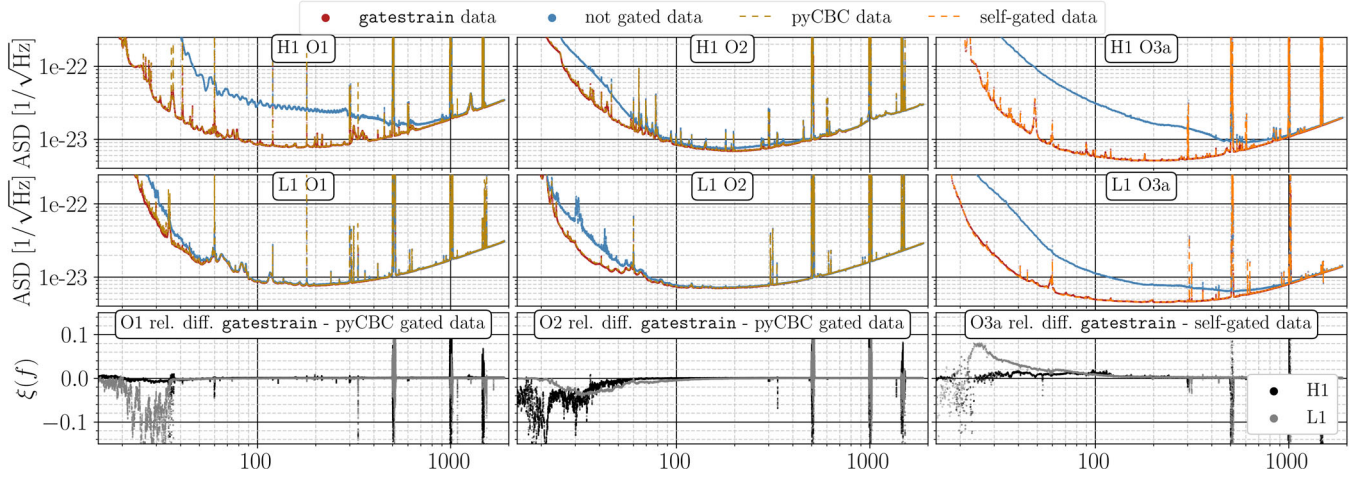 gatestrain data not gated data pyCBC data self-gated data
H1 O1 H1 O2 H1 O3a
ASD [1/√Hz]
1e-22
1e-23
L1 O1 L1 O2 L1 O3a
ASD [1/√Hz]
1e-22
1e-23
O1 rel. diff. gatestrain - pyCBC gated data O2 rel. diff. gatestrain - pyCBC gated data O3a rel. diff. gatestrain - self-gated data
ξ(f)
0.1
0.0
−0.1
H1
L1
100 1000 100 1000 100 1000